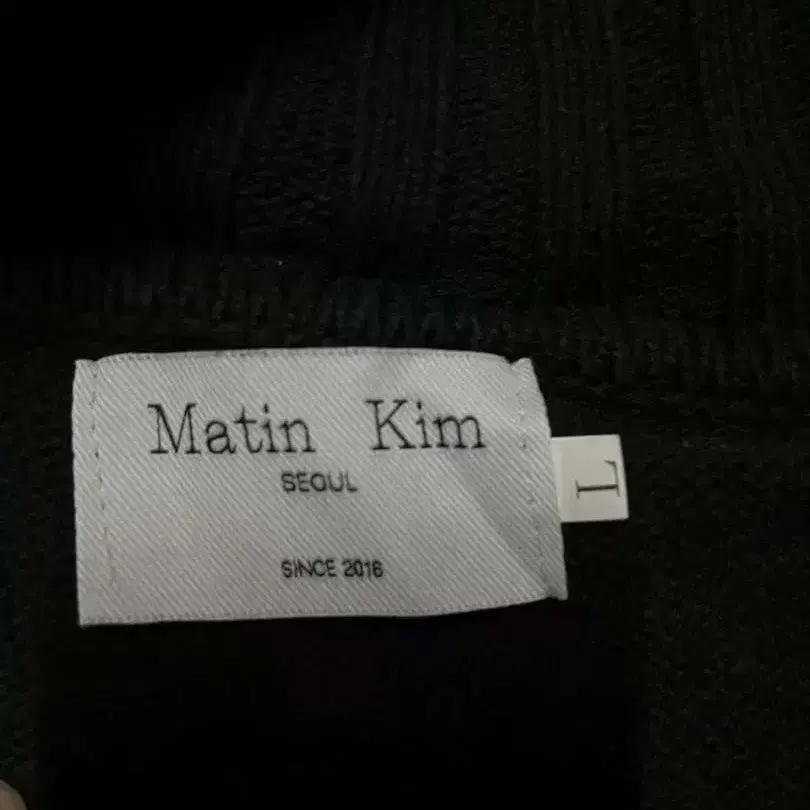 Matin Kim
SEOUL
SINCE 2016
L